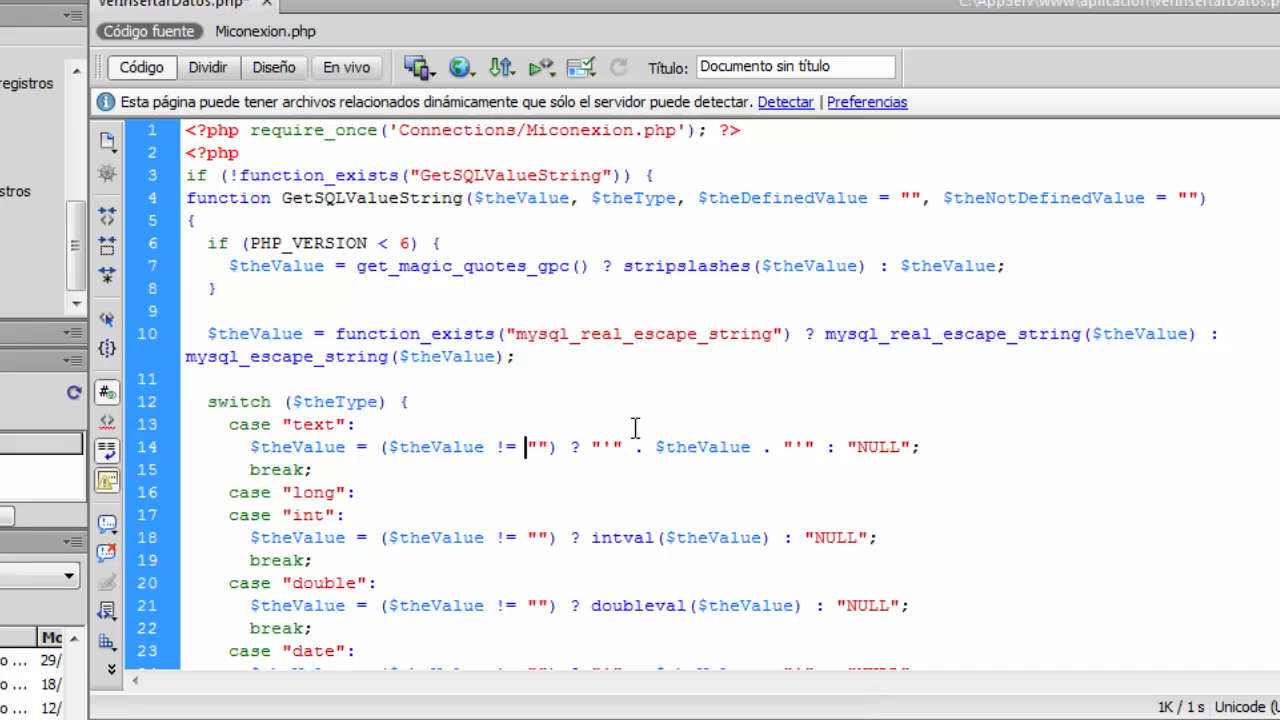 VerInsertarDatos.php*
C:\AppServ\www\aplicacion\VerInsertarDatos.p
Código fuente Miconexion.php
Código Dividir Diseño En vivo Título: Documento sin título
Esta página puede tener archivos relacionados dinámicamente que sólo el servidor puede detectar. Detectar | Preferencias
egistros
stros
1 <?php require_once('Connections/Miconexion.php'); ?>
2 <?php
3 if (!function_exists("GetSQLValueString")) {
4 function GetSQLValueString($theValue, $theType, $theDefinedValue = "", $theNotDefinedValue = "")
5 {
6 if (PHP_VERSION < 6) {
7 $theValue = get_magic_quotes_gpc() ? stripslashes($theValue) : $theValue;
8 }
9
10 $theValue = function_exists("mysql_real_escape_string") ? mysql_real_escape_string($theValue) :
mysql_escape_string($theValue);
11
12 switch ($theType) {
13 case "text":
14 $theValue = ($theValue != "") ? "'" . $theValue . "'" : "NULL";
15 break;
16 case "long":
17 case "int":
18 $theValue = ($theValue != "") ? intval($theValue) : "NULL";
19 break;
20 case "double":
21 $theValue = ($theValue != "") ? doubleval($theValue) : "NULL";
22 break;
23 case "date":
Mo
o ... 29/
o ... 18/
o ... 12/
1K / 1 s Unicode (U